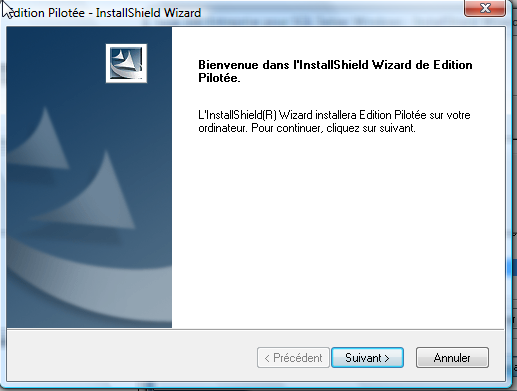 Edition Pilotée - InstallShield Wizard
Bienvenue dans l'InstallShield Wizard de Edition
Pilotée.
L'InstallShield(R) Wizard installera Edition Pilotée sur votre
ordinateur. Pour continuer, cliquez sur suivant.
< Précédent Suivant > Annuler